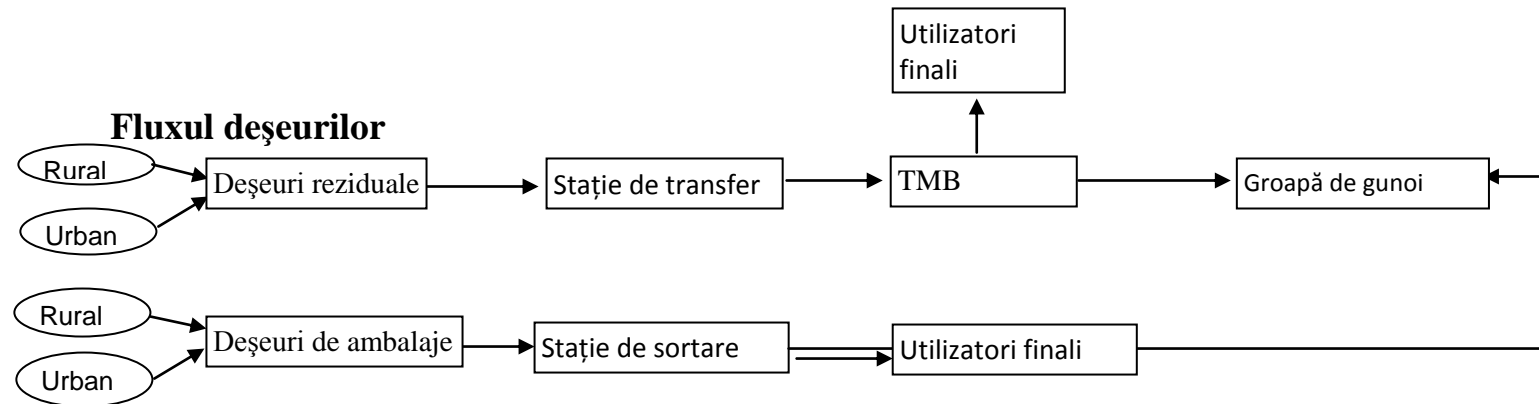 Utilizatori
finali
Fluxul deşeurilor
Rural
Urban
Deşeuri reziduale
Stație de transfer
TMB
Groapă de gunoi
Rural
Urban
Deşeuri de ambalaje
Stație de sortare
Utilizatori finali